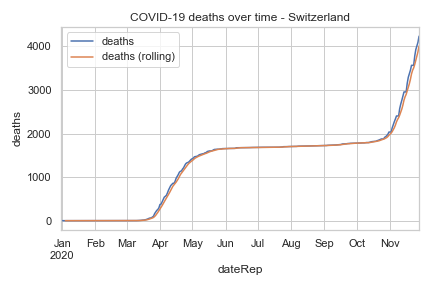 COVID-19 deaths over time - Switzerland
deaths
deaths (rolling)
4000
3000
2000
1000
0
deaths
Jan Feb Mar Apr May Jun Jul Aug Sep Oct Nov
2020
dateRep